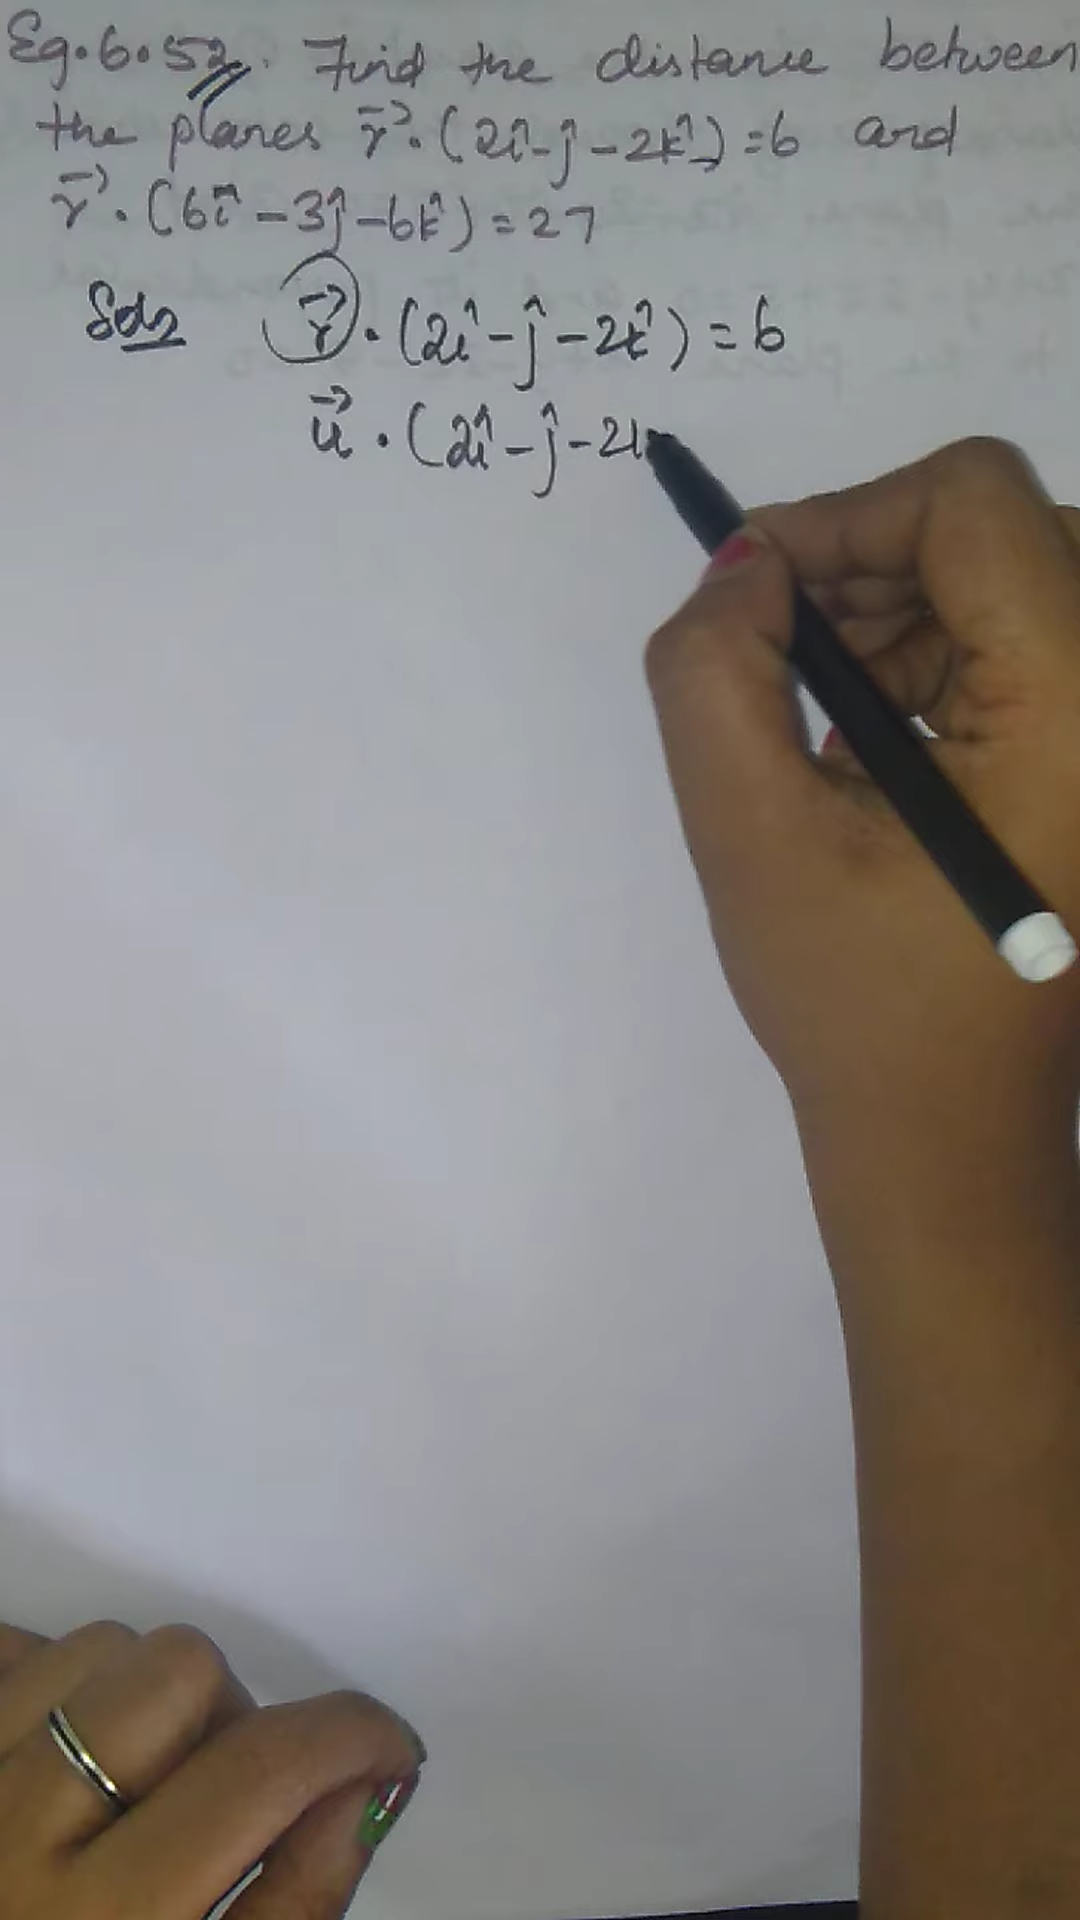 Eg.6.52. Find the distance between
the planes r⃗.(2î-ĵ-2k̂)=6 and
r⃗.(6î-3ĵ-6k̂)=27
Soln r⃗.(2î-ĵ-2k̂)=6
u⃗.(2î-ĵ-2k